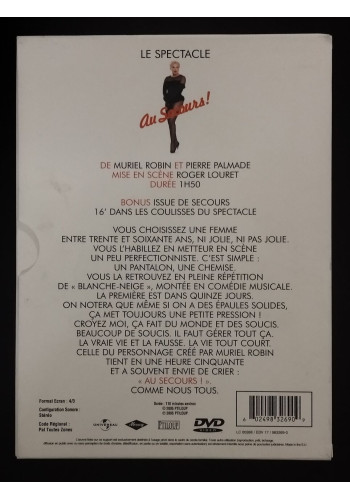 LE SPECTACLE
Au Secours!
DE MURIEL ROBIN ET PIERRE PALMADE
MISE EN SCÈNE ROGER LOURET
DURÉE 1H50
BONUS ISSUE DE SECOURS
16' DANS LES COULISSES DU SPECTACLE
VOUS CHOISISSEZ UNE FEMME
ENTRE TRENTE ET SOIXANTE ANS, NI JOLIE, NI PAS JOLIE.
VOUS L'HABILLEZ EN METTEUR EN SCÈNE
UN PEU PERFECTIONNISTE. C'EST SIMPLE :
UN PANTALON, UNE CHEMISE.
VOUS LA RETROUVEZ EN PLEINE RÉPÉTITION
DE « BLANCHE-NEIGE », MONTÉE EN COMÉDIE MUSICALE.
LA PREMIÈRE EST DANS QUINZE JOURS.
ON NOTERA QUE MÊME SI ON A DES ÉPAULES SOLIDES,
ÇA MET TOUJOURS UNE PETITE PRESSION !
CROYEZ MOI, ÇA FAIT DU MONDE ET DES SOUCIS.
BEAUCOUP DE SOUCIS. IL FAUT GÉRER TOUT ÇA.
LA VRAIE VIE ET LA FAUSSE. LA VIE TOUT COURT.
CELLE DU PERSONNAGE CRÉÉ PAR MURIEL ROBIN
TIENT EN UNE HEURE CINQUANTE
ET A SOUVENT ENVIE DE CRIER :
« AU SECOURS ! ».
COMME NOUS TOUS.
Format Ecran : 4/3
Configuration Sonore :
Stéréo
Code Régional :
Pal Toutes Zones
UNIVERSAL
DVD
VIDEO
6 02498 32690 9